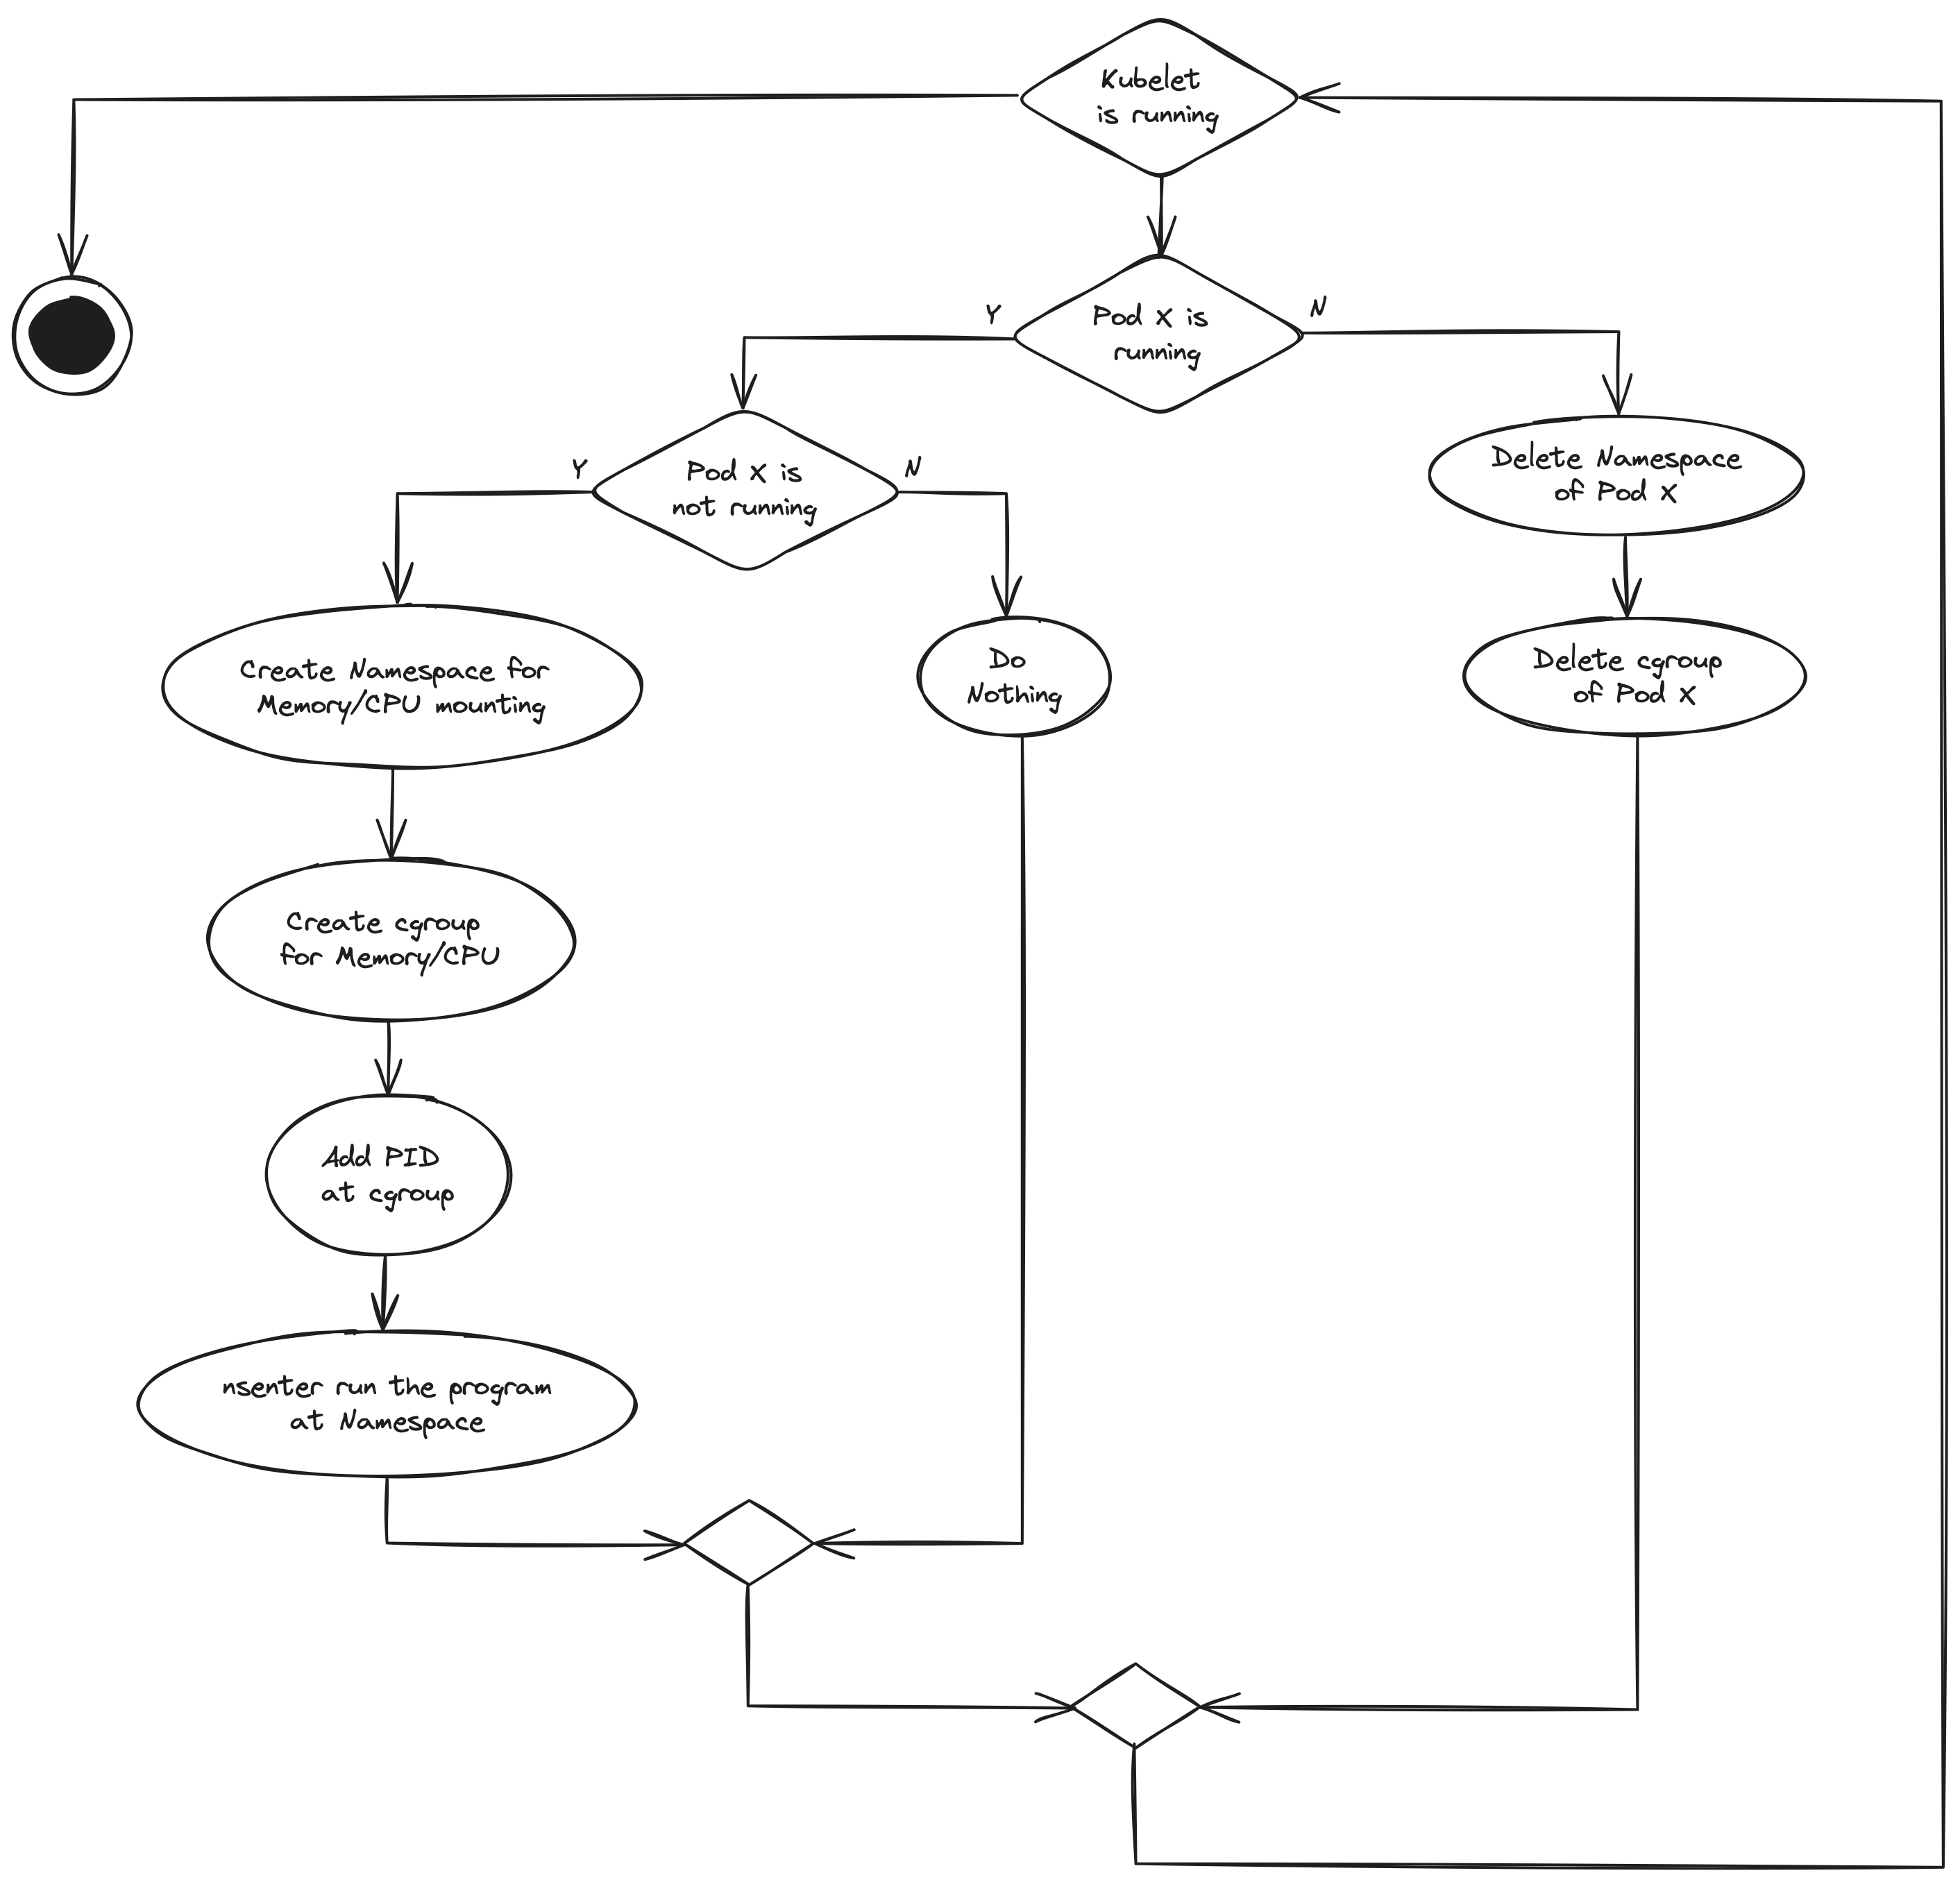 Kubelet
is running
Y
Pod X is
running
N
Y
Pod X is
not running
N
Delete Namespace
of Pod X
Create Namespace for
Memory/CPU mounting
Do
Nothing
Delete cgroup
of Pod X
Create cgroup
for Memory/CPU
Add PID
at cgroup
nsenter run the program
at Namespace